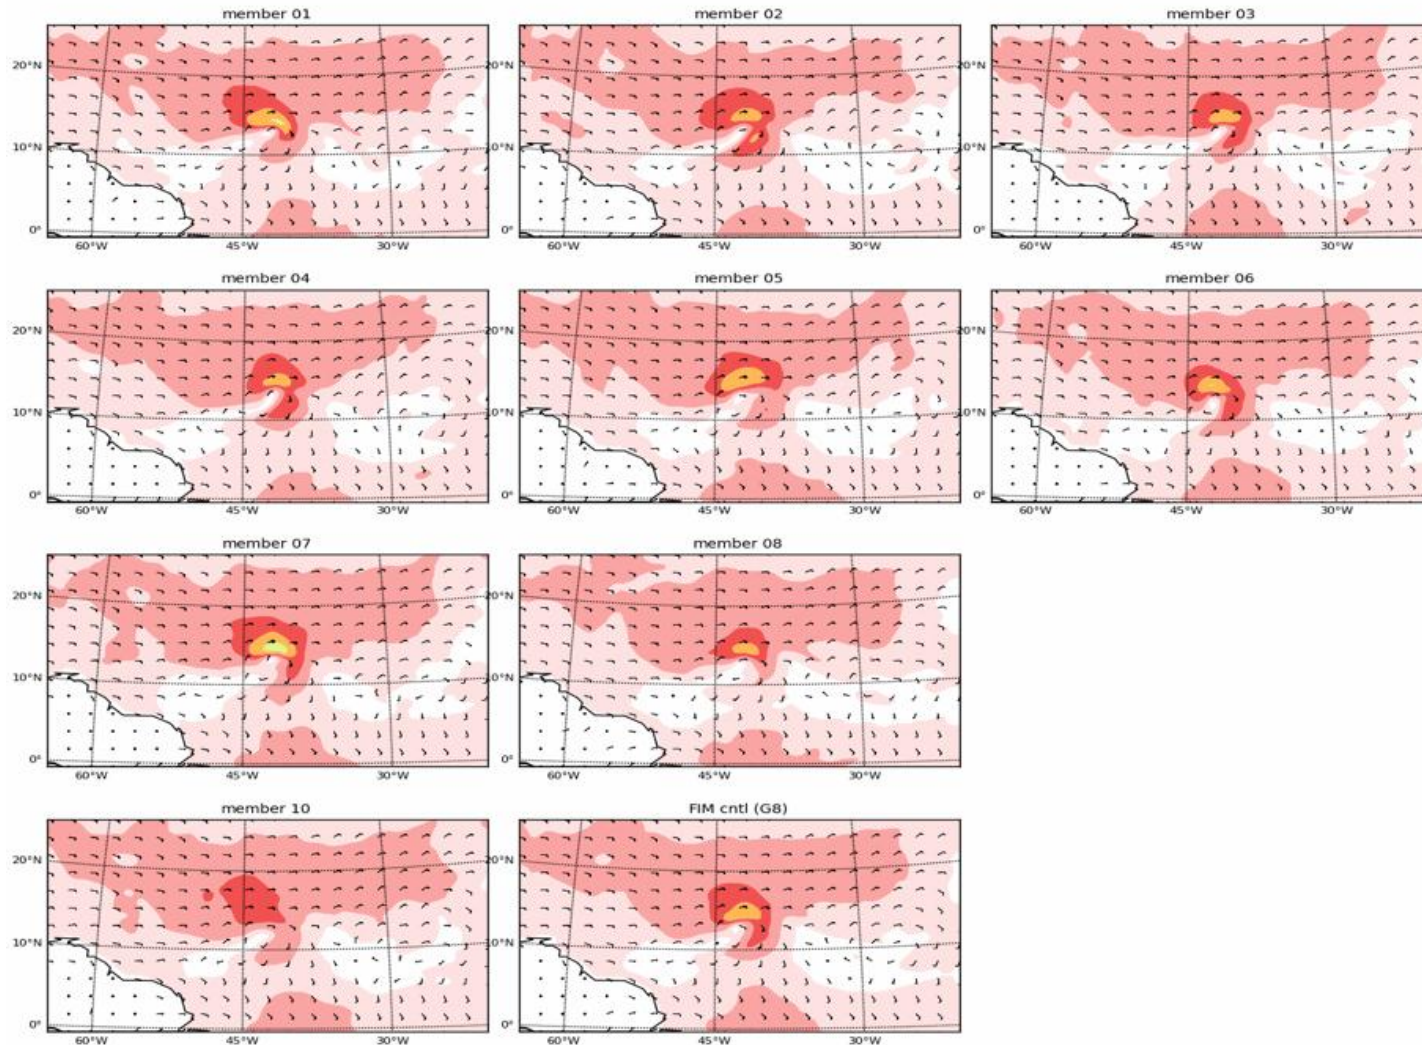 member 01 member 02 member 03
20°N 20°N 20°N
10°N 10°N 10°N
0° 0° 0°
60°W 45°W 30°W 60°W 45°W 30°W 60°W 45°W 30°W
member 04 member 05 member 06
20°N 20°N 20°N
10°N 10°N 10°N
0° 0° 0°
60°W 45°W 30°W 60°W 45°W 30°W 60°W 45°W 30°W
member 07 member 08
20°N 20°N
10°N 10°N
0° 0°
60°W 45°W 30°W 60°W 45°W 30°W
member 10 FIM cntl (G8)
20°N 20°N
10°N 10°N
0° 0°
60°W 45°W 30°W 60°W 45°W 30°W